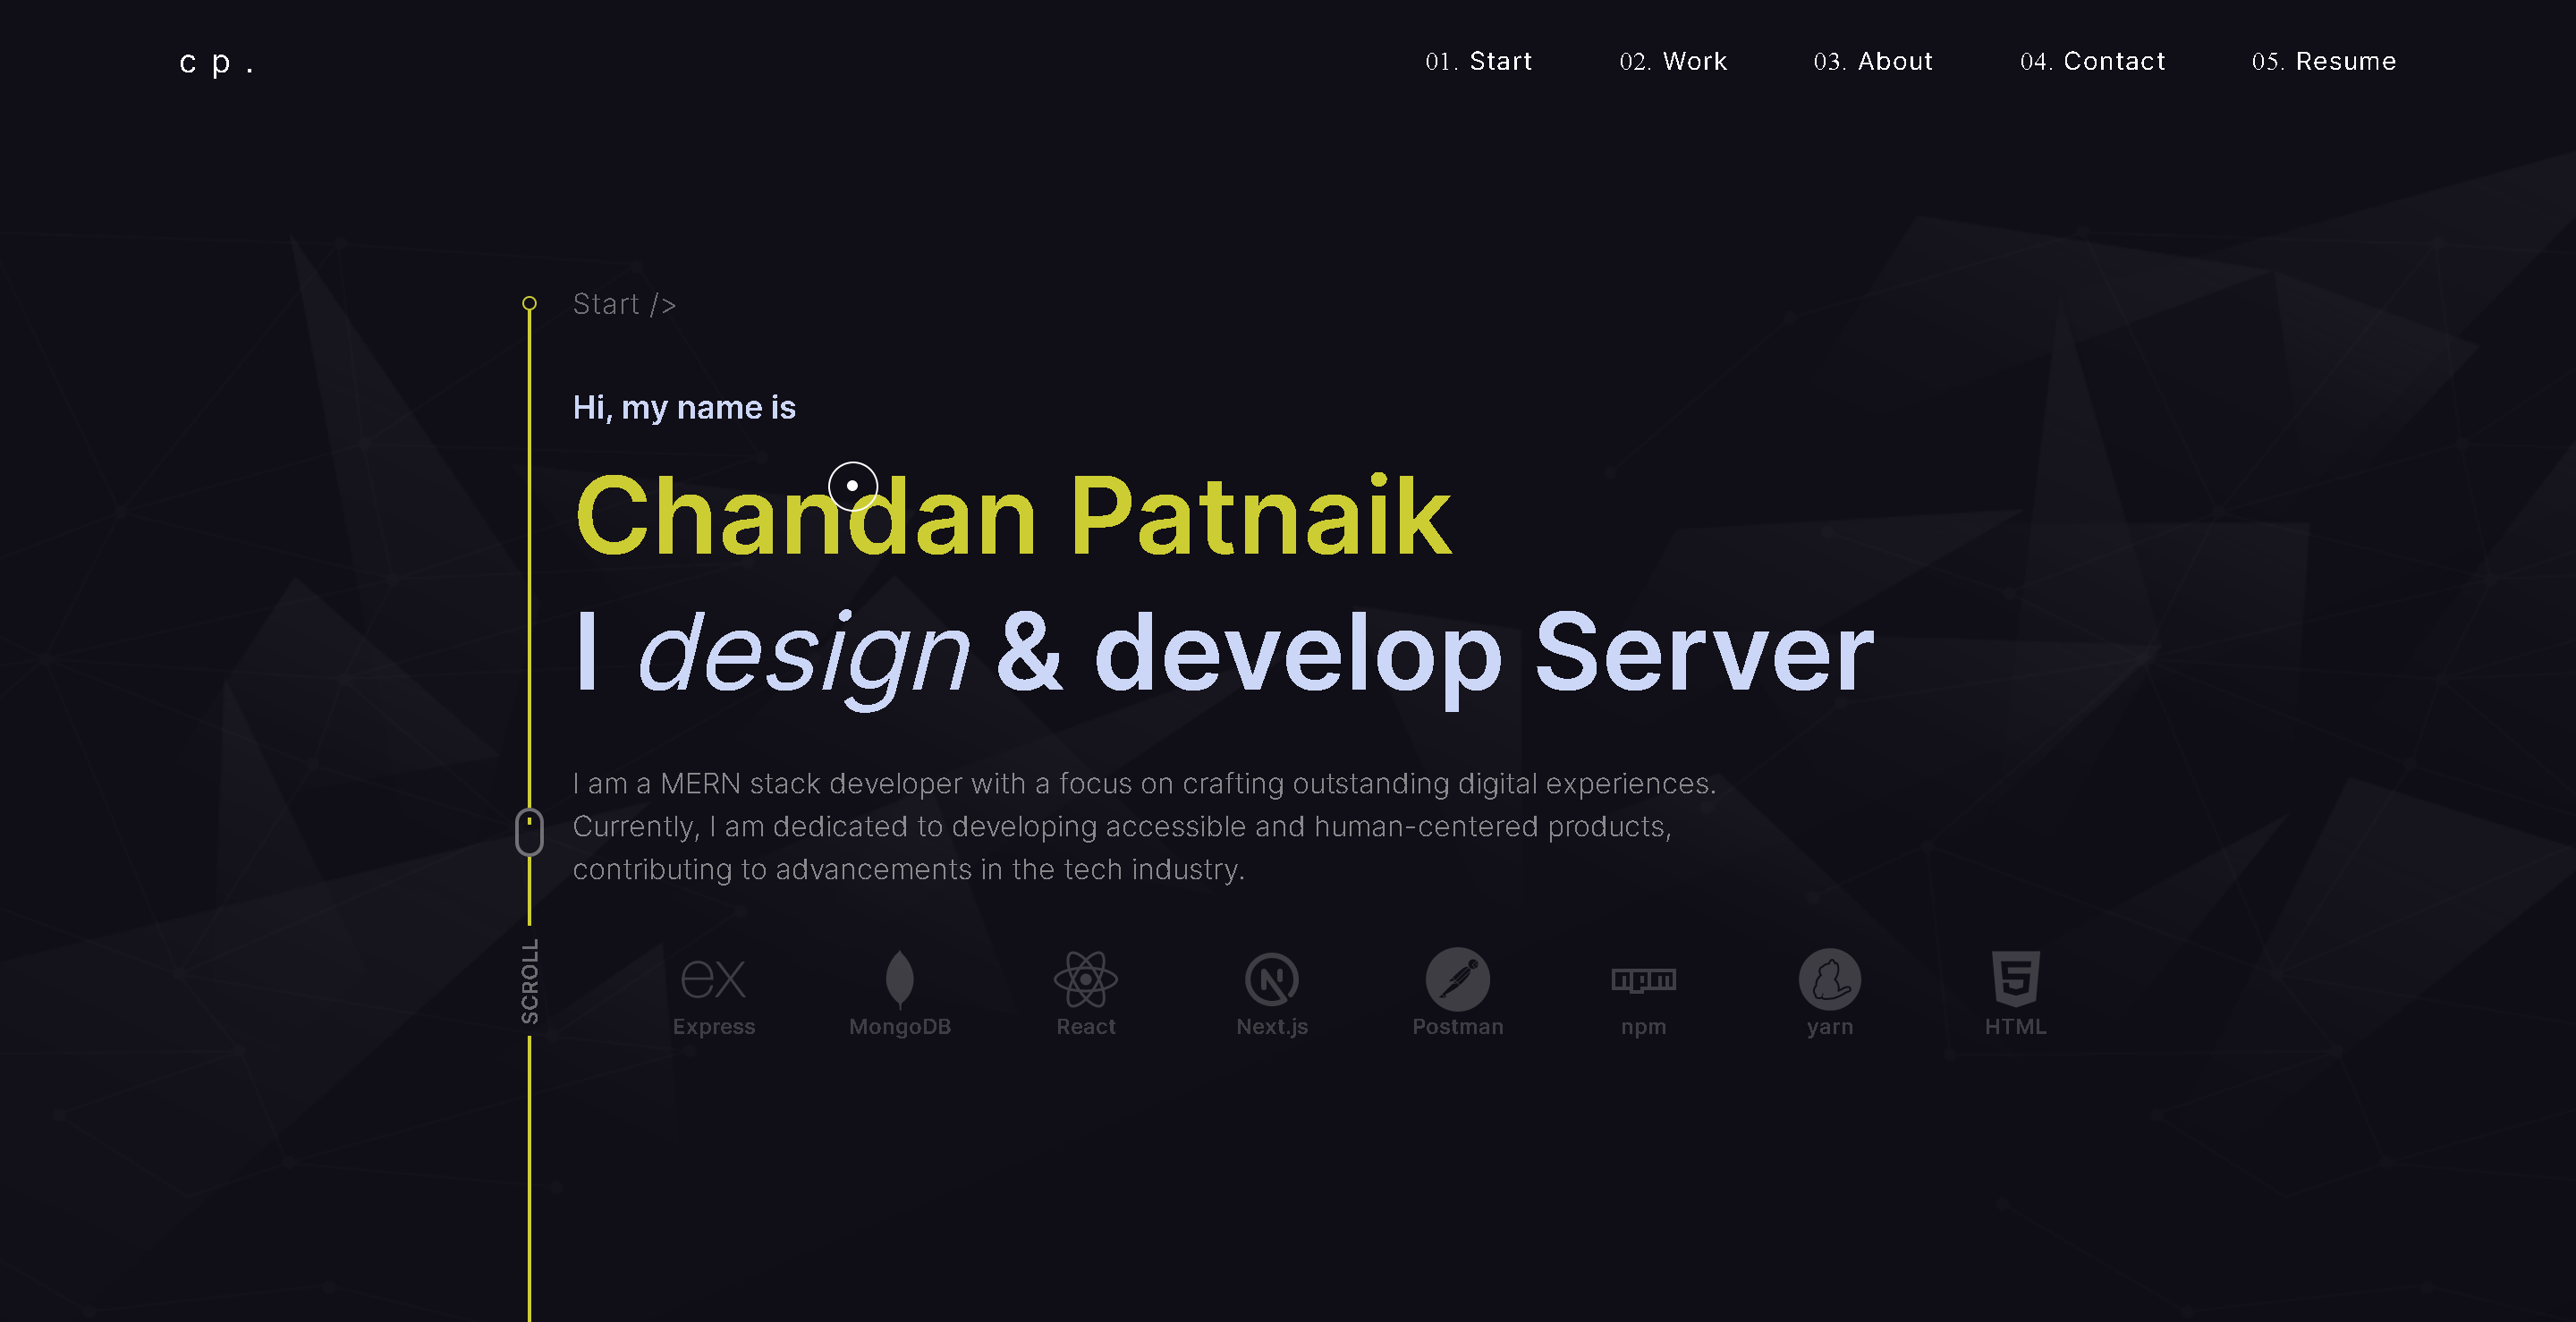 c p .
01. Start 02. Work 03. About 04. Contact 05. Resume
Start />
Hi, my name is
Chandan Patnaik
I design & develop Server
I am a MERN stack developer with a focus on crafting outstanding digital experiences.
Currently, I am dedicated to developing accessible and human-centered products,
contributing to advancements in the tech industry.
SCROLL
ex N npm 5
Express MongoDB React Next.js Postman npm yarn HTML